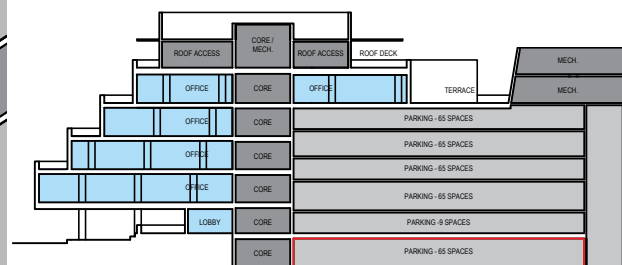 CORE /
MECH.
ROOF ACCESS
ROOF ACCESS
ROOF DECK
MECH.
OFFICE
CORE
OFFICE
TERRACE
MECH.
OFFICE
CORE
PARKING - 65 SPACES
PARKING - 65 SPACES
OFFICE
CORE
PARKING - 65 SPACES
OFFICE
CORE
PARKING - 65 SPACES
LOBBY
CORE
PARKING -9 SPACES
CORE
PARKING - 65 SPACES